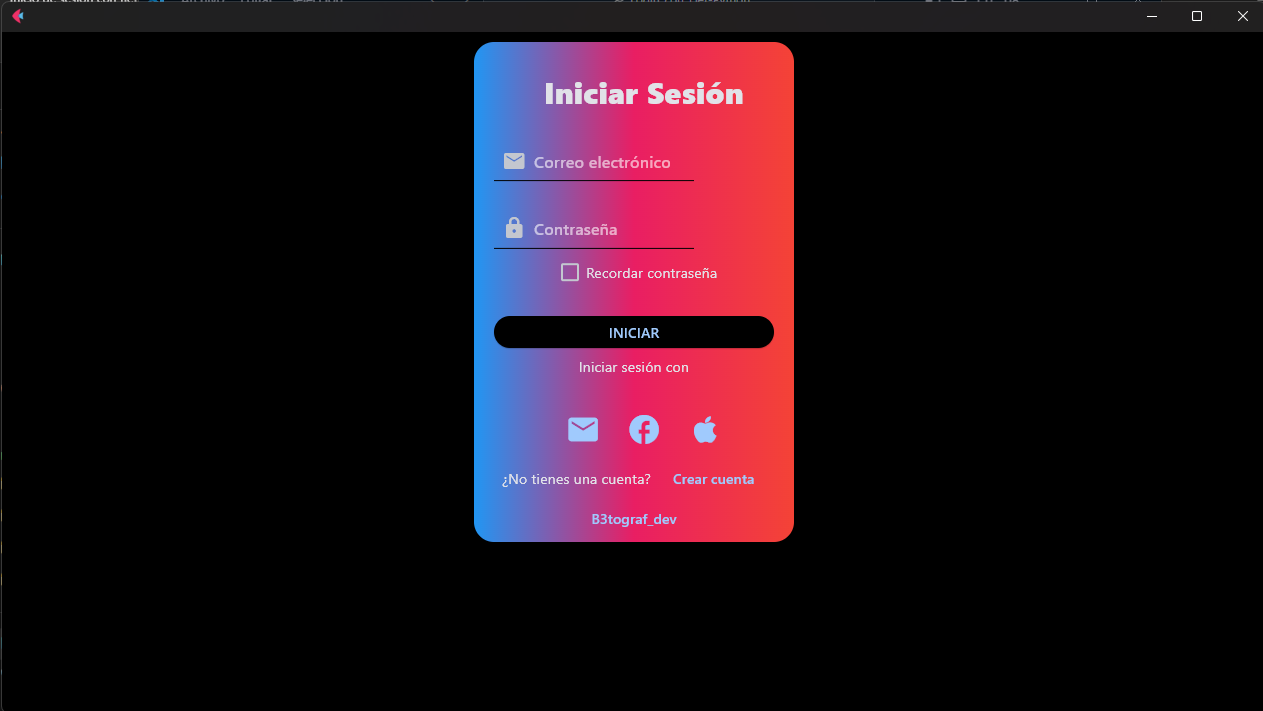 Iniciar Sesión
Correo electrónico
Contraseña
Recordar contraseña
INICIAR
Iniciar sesión con
¿No tienes una cuenta? Crear cuenta
B3tograf_dev